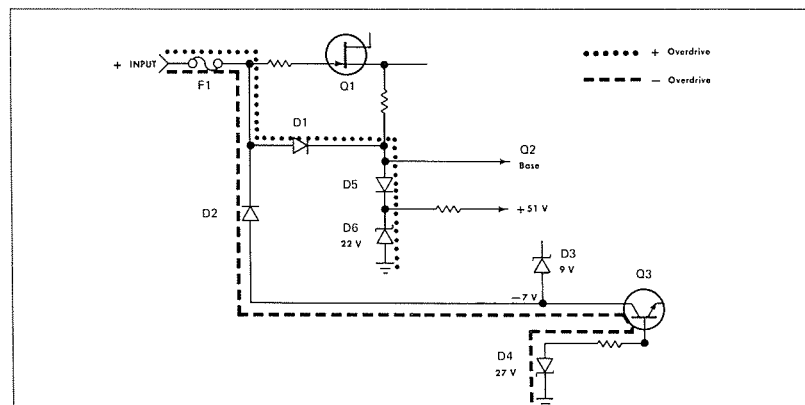 + Overdrive
− Overdrive
+ INPUT
F1
Q1
D1
Q2
Base
D5
+51 V
D2
D6
22 V
D3
9 V
Q3
−7 V
D4
27 V